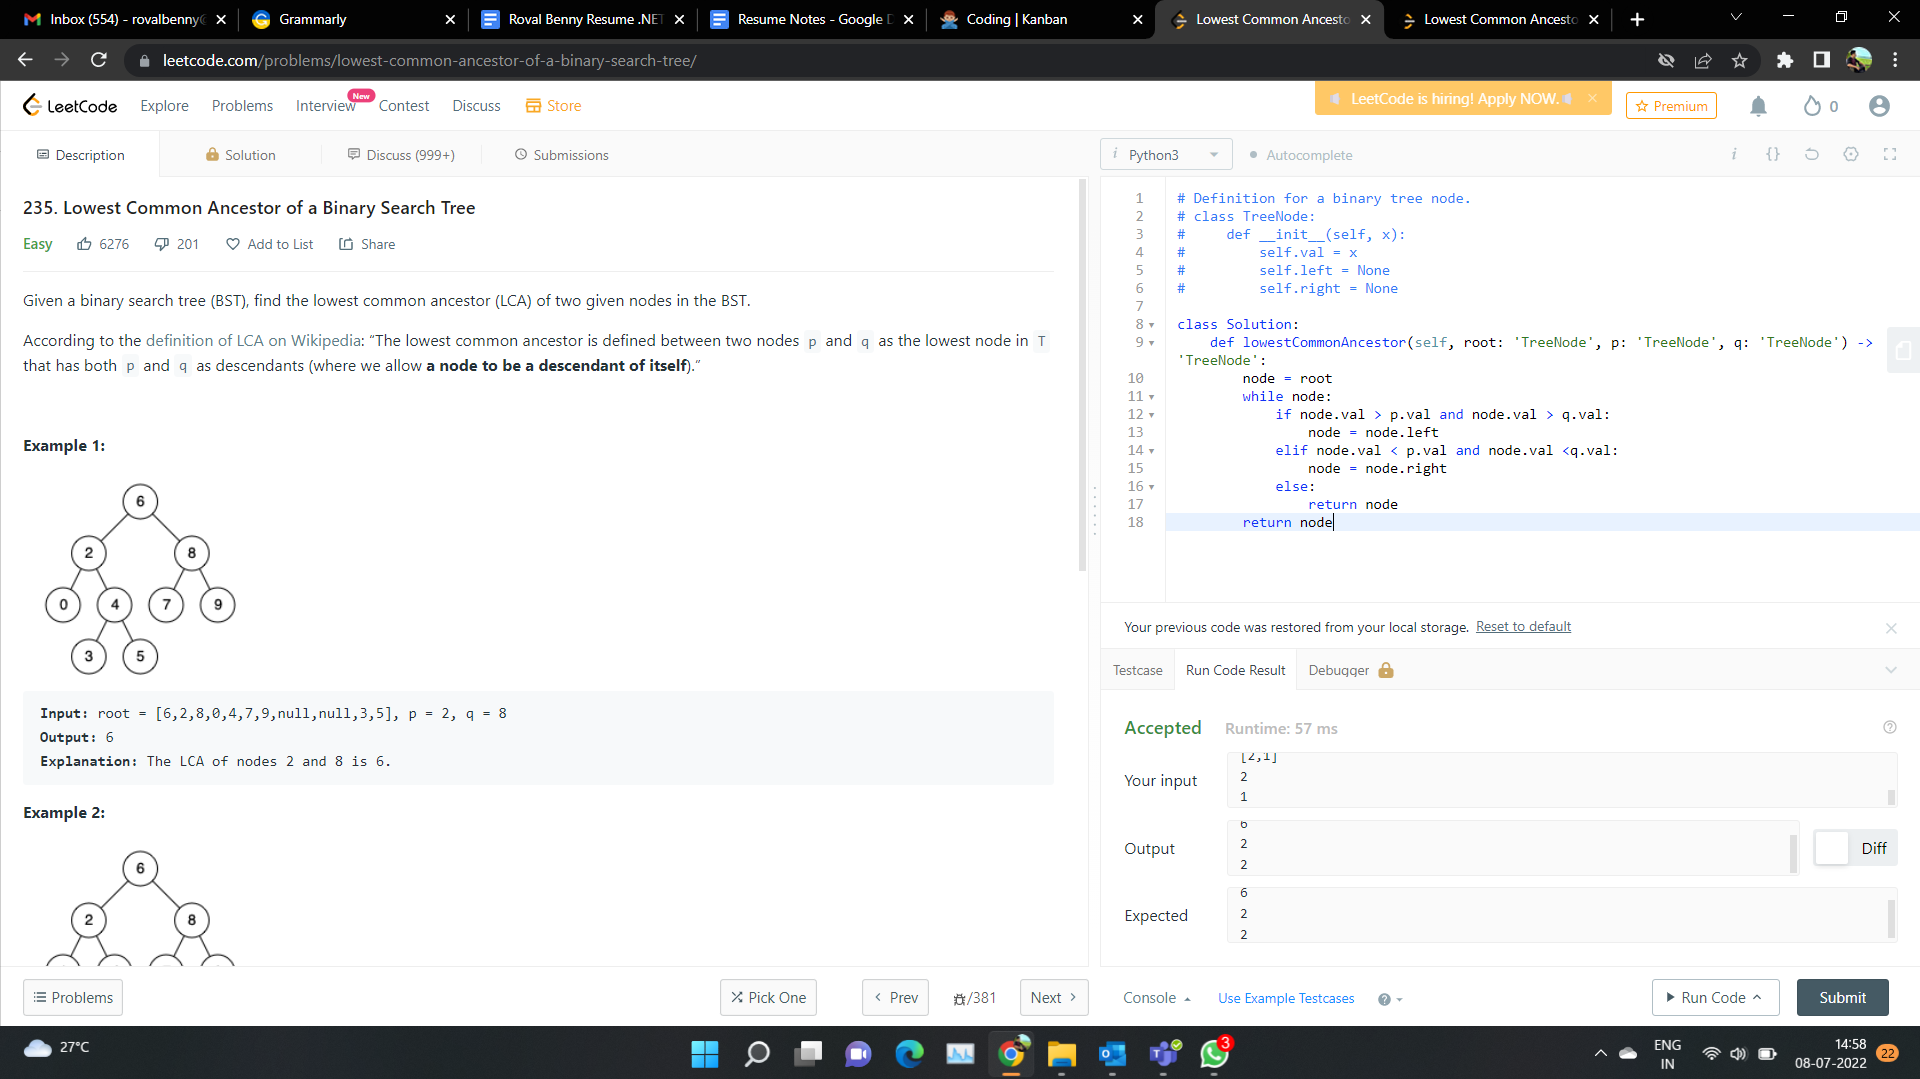 Inbox (554) - rovalbenny@
Grammarly
Roval Benny Resume .NET
Resume Notes - Google D
Coding | Kanban
Lowest Common Ancesto
Lowest Common Ancesto
leetcode.com/problems/lowest-common-ancestor-of-a-binary-search-tree/
LeetCode
Explore
Problems
Interview
New
Contest
Discuss
Store
LeetCode is hiring! Apply NOW.
Premium
0
Description
Solution
Discuss (999+)
Submissions
235. Lowest Common Ancestor of a Binary Search Tree
Easy
6276
201
Add to List
Share
Given a binary search tree (BST), find the lowest common ancestor (LCA) of two given nodes in the BST.
According to the definition of LCA on Wikipedia: “The lowest common ancestor is defined between two nodes p and q as the lowest node in T
that has both p and q as descendants (where we allow a node to be a descendant of itself).”
Example 1:
6
2 8
0 4 7 9
3 5
Input: root = [6,2,8,0,4,7,9,null,null,3,5], p = 2, q = 8
Output: 6
Explanation: The LCA of nodes 2 and 8 is 6.
Example 2:
6
2 8
Problems
Pick One
Prev
/381
Next
i Python3
Autocomplete
i {}
1 # Definition for a binary tree node.
2 # class TreeNode:
3 #     def __init__(self, x):
4 #         self.val = x
5 #         self.left = None
6 #         self.right = None
7
8 class Solution:
9     def lowestCommonAncestor(self, root: 'TreeNode', p: 'TreeNode', q: 'TreeNode') ->
'TreeNode':
10         node = root
11         while node:
12             if node.val > p.val and node.val > q.val:
13                 node = node.left
14             elif node.val < p.val and node.val <q.val:
15                 node = node.right
16             else:
17                 return node
18         return node
Your previous code was restored from your local storage. Reset to default
Testcase
Run Code Result
Debugger
Accepted
Runtime: 57 ms
Your input
[2,1]
2
1
Output
6
2
2
Diff
Expected
6
2
2
Console
Use Example Testcases
Run Code
Submit
27°C
3
ENG
IN
14:58
08-07-2022
22